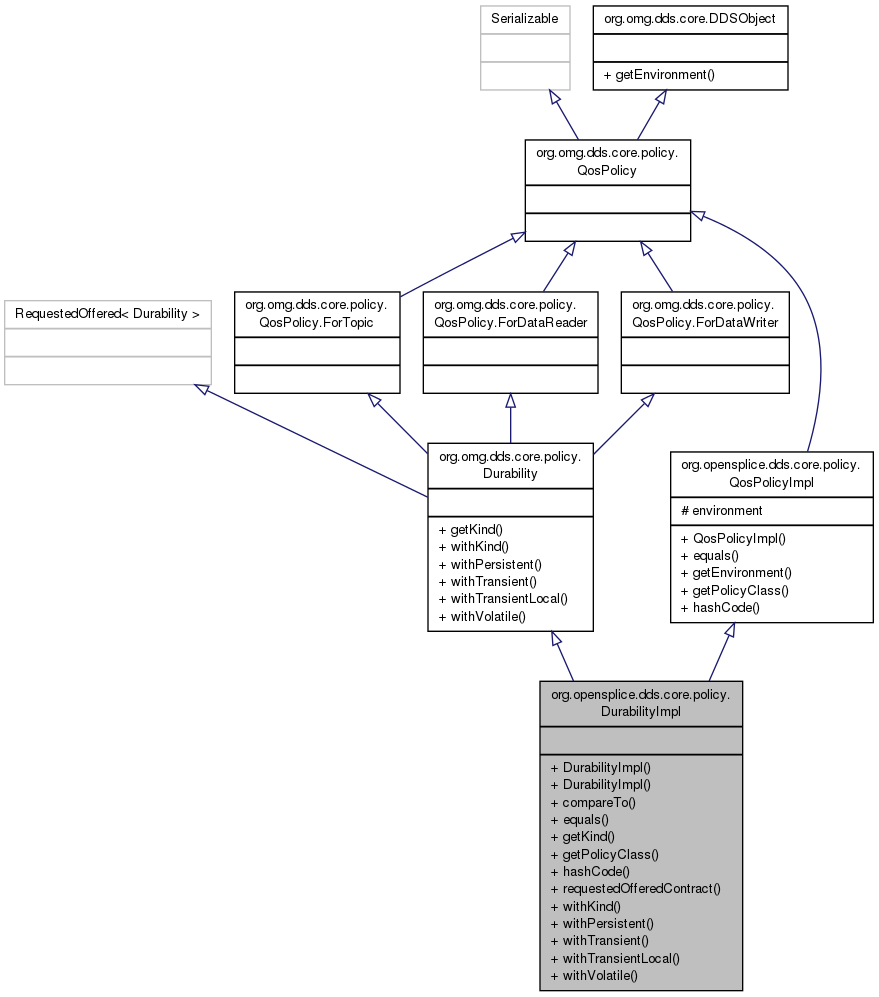 Serializable
org.omg.dds.core.DDSObject
+ getEnvironment()
org.omg.dds.core.policy.
QosPolicy
RequestedOffered< Durability >
org.omg.dds.core.policy.
QosPolicy.ForTopic
org.omg.dds.core.policy.
QosPolicy.ForDataReader
org.omg.dds.core.policy.
QosPolicy.ForDataWriter
org.omg.dds.core.policy.
Durability
+ getKind()
+ withKind()
+ withPersistent()
+ withTransient()
+ withTransientLocal()
+ withVolatile()
org.opensplice.dds.core.policy.
QosPolicyImpl
# environment
+ QosPolicyImpl()
+ equals()
+ getEnvironment()
+ getPolicyClass()
+ hashCode()
org.opensplice.dds.core.policy.
DurabilityImpl
+ DurabilityImpl()
+ DurabilityImpl()
+ compareTo()
+ equals()
+ getKind()
+ getPolicyClass()
+ hashCode()
+ requestedOfferedContract()
+ withKind()
+ withPersistent()
+ withTransient()
+ withTransientLocal()
+ withVolatile()